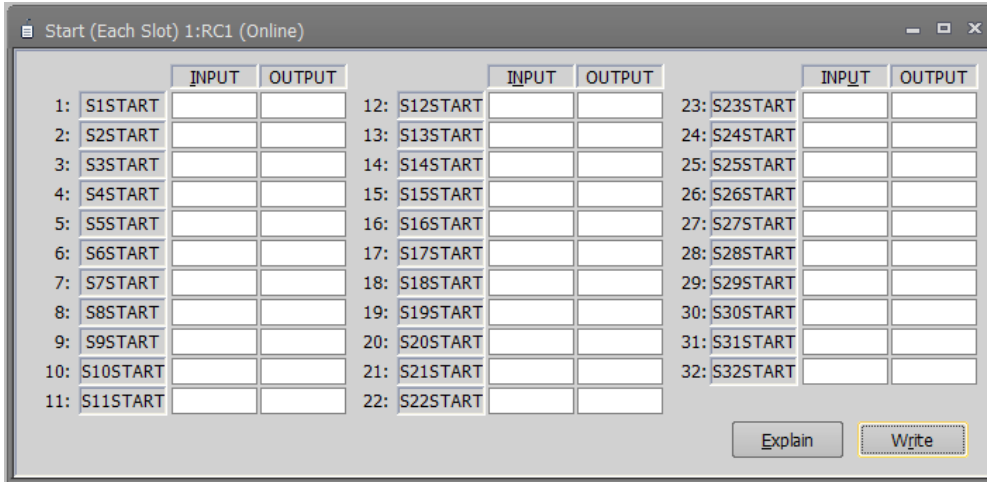 Start (Each Slot) 1:RC1 (Online)
INPUT OUTPUT INPUT OUTPUT INPUT OUTPUT
1: S1START 12: S12START 23: S23START
2: S2START 13: S13START 24: S24START
3: S3START 14: S14START 25: S25START
4: S4START 15: S15START 26: S26START
5: S5START 16: S16START 27: S27START
6: S6START 17: S17START 28: S28START
7: S7START 18: S18START 29: S29START
8: S8START 19: S19START 30: S30START
9: S9START 20: S20START 31: S31START
10: S10START 21: S21START 32: S32START
11: S11START 22: S22START
Explain Write